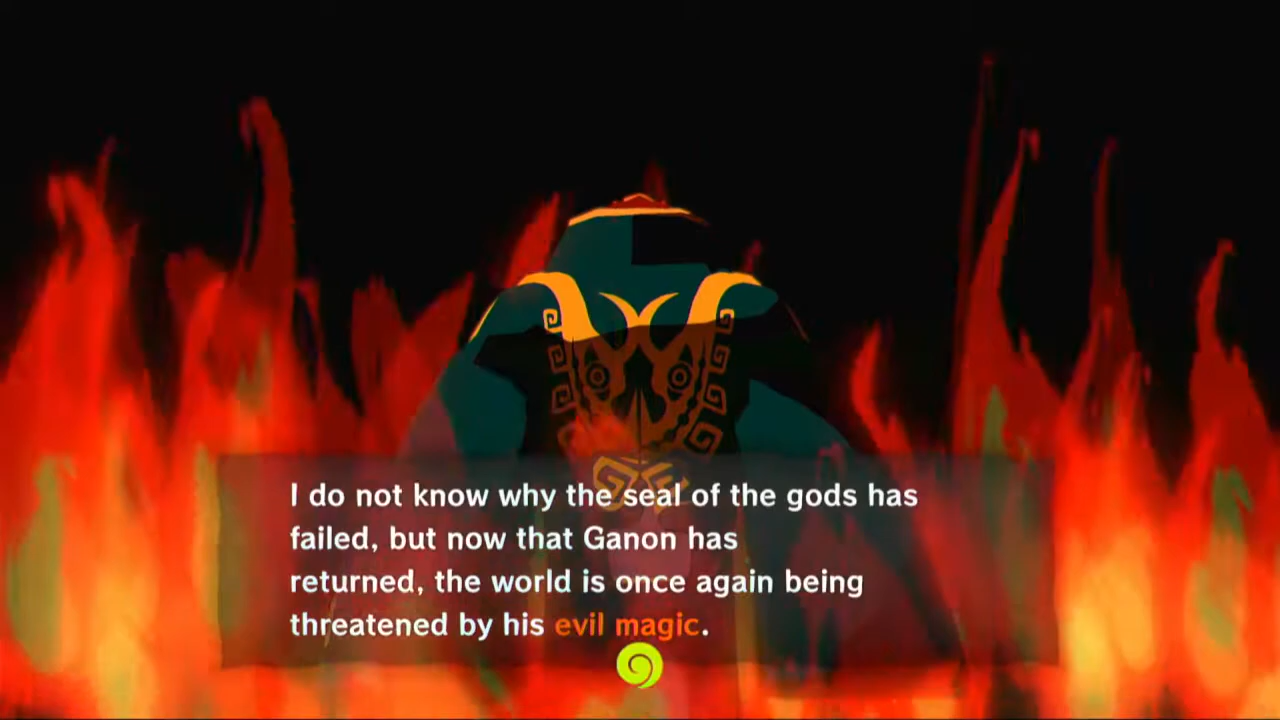 I do not know why the seal of the gods has
failed, but now that Ganon has
returned, the world is once again being
threatened by his evil magic.